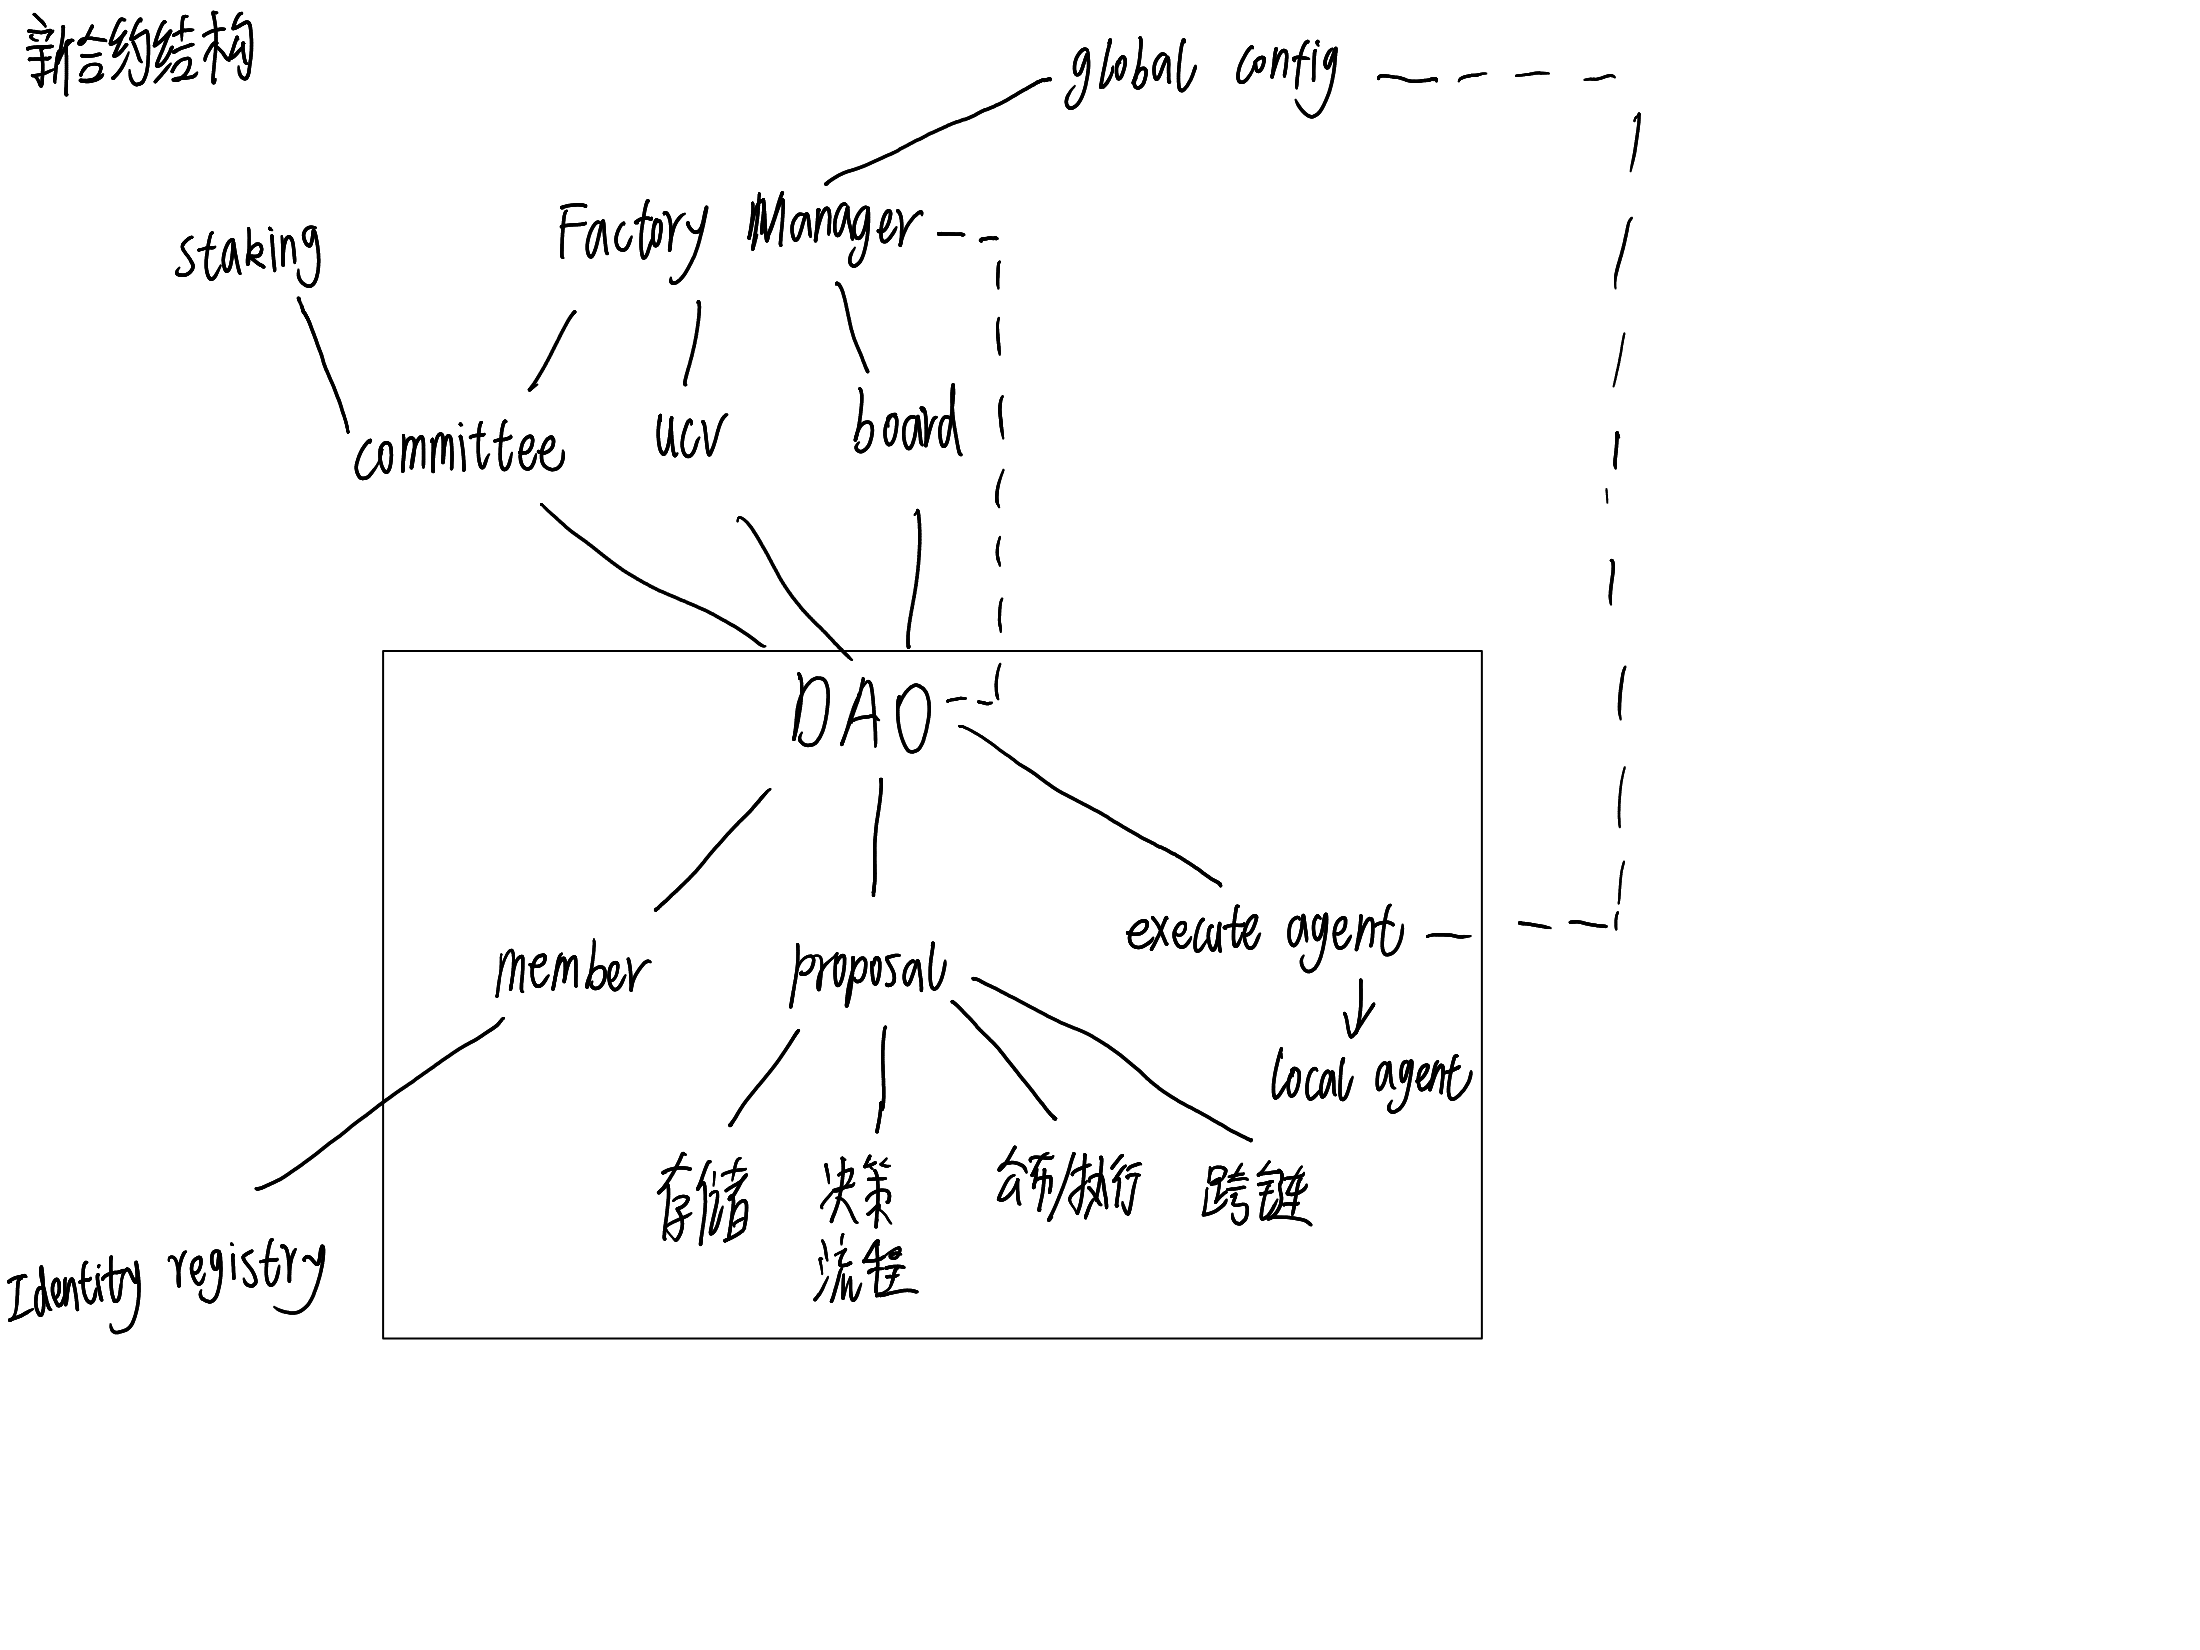 新合约结构
global config
Factory Manager
staking
committee
ucv
board
DAO
member
proposal
execute agent
local agent
存储
决策
流程
公布/执行
跨链
Identity registry